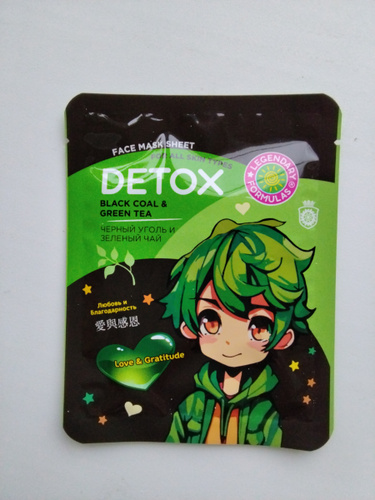 FACE MASK SHEET
FOR ALL SKIN TYPES
DETOX
LEGENDARY
FORMULAS
BLACK COAL &
GREEN TEA
ЧЕРНЫЙ УГОЛЬ И
ЗЕЛЕНЫЙ ЧАЙ
Любовь и
Благодарность
愛與感恩
Love & Gratitude